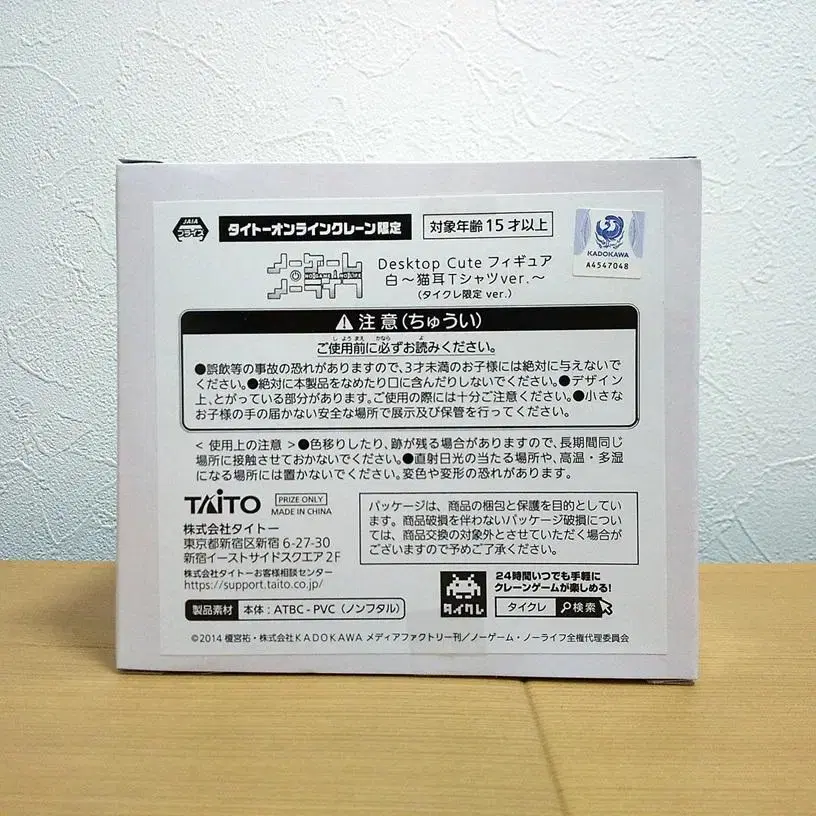 JAIA
プライズ
タイトーオンラインクレーン限定
対象年齢 15 才以上
KADOKAWA
A4547048
NO GAME NO LIFE
ノーゲーム
ノーライフ
Desktop Cute フィギュア
白〜猫耳Tシャツver.〜
(タイクレ限定 ver.)
⚠ 注意(ちゅうい)
しようまえ かなら よ
ご使用前に必ずお読みください。
●誤飲等の事故の恐れがありますので、3才未満のお子様には絶対に与えないで
ください。●絶対に本製品をなめたり口に含んだりしないでください。●デザイン
上、とがっている部分があります。ご使用の際には十分ご注意ください。●小さな
お子様の手の届かない安全な場所で展示及び保管を行ってください。
< 使用上の注意 >●色移りしたり、跡が残る場合がありますので、長期間同じ
場所に接触させておかないでください。●直射日光の当たる場所や、高温・多湿
になる場所には置かないでください。変色や変形の恐れがあります。
TAITO
PRIZE ONLY
MADE IN CHINA
株式会社タイトー
東京都新宿区新宿 6-27-30
新宿イーストサイドスクエア 2F
株式会社タイトーお客様相談センター
https://support.taito.co.jp/
パッケージは、商品の梱包と保護を目的としてい
ます。商品破損を伴わないパッケージ破損につい
ては、商品交換の対象外とさせていただく場合が
ございますので予めご了承ください。
タイクレ
24時間いつでも手軽に
クレーンゲームが楽しめる!
タイクレ 検索
製品素材 本体:ATBC-PVC(ノンフタル)
©2014 榎宮祐・株式会社KADOKAWA メディアファクトリー刊/ノーゲーム・ノーライフ全権代理委員会